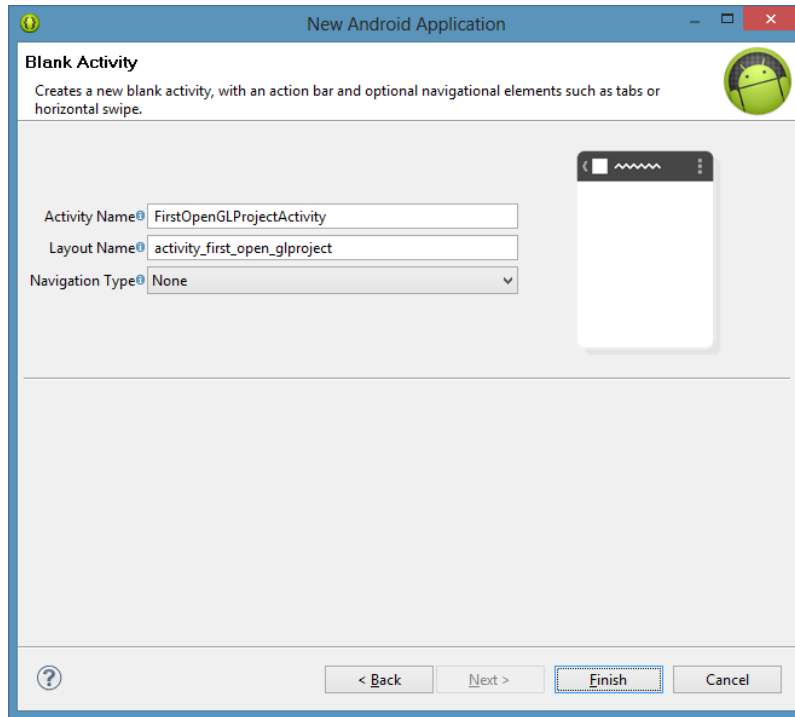 New Android Application
Blank Activity
Creates a new blank activity, with an action bar and optional navigational elements such as tabs or
horizontal swipe.
Activity Name FirstOpenGLProjectActivity
Layout Name activity_first_open_glproject
Navigation Type None
< Back Next > Finish Cancel